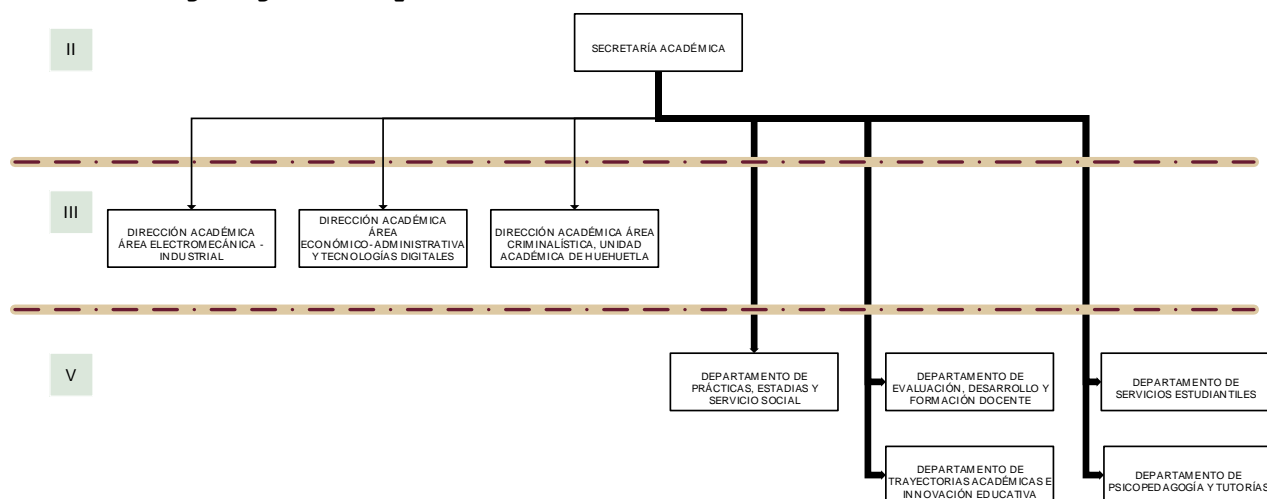 II
SECRETARÍA ACADÉMICA
III
DIRECCIÓN ACADÉMICA
ÁREA ELECTROMECÁNICA -
INDUSTRIAL
DIRECCIÓN ACADÉMICA
ÁREA
ECONÓMICO-ADMINISTRATIVA
Y TECNOLOGÍAS DIGITALES
DIRECCIÓN ACADÉMICA ÁREA
CRIMINALÍSTICA, UNIDAD
ACADÉMICA DE HUEHUETLA
V
DEPARTAMENTO DE
PRÁCTICAS, ESTADIAS Y
SERVICIO SOCIAL
DEPARTAMENTO DE
EVALUACIÓN, DESARROLLO Y
FORMACIÓN DOCENTE
DEPARTAMENTO DE
SERVICIOS ESTUDIANTILES
DEPARTAMENTO DE
TRAYECTORIAS ACADÉMICAS E
INNOVACIÓN EDUCATIVA
DEPARTAMENTO DE
PSICOPEDAGOGÍA Y TUTORÍAS